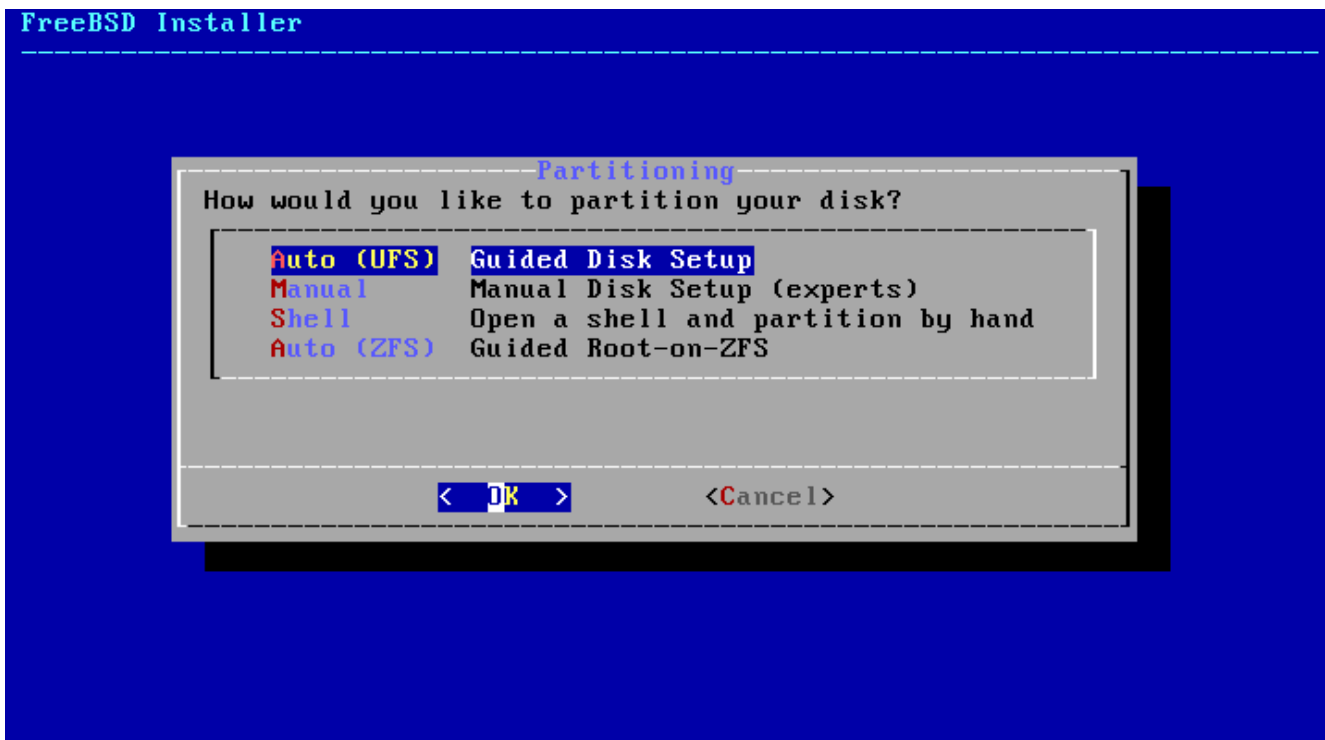 FreeBSD Installer
Partitioning
How would you like to partition your disk?
Auto (UFS) Guided Disk Setup
Manual Manual Disk Setup (experts)
Shell Open a shell and partition by hand
Auto (ZFS) Guided Root-on-ZFS
< OK > <Cancel>